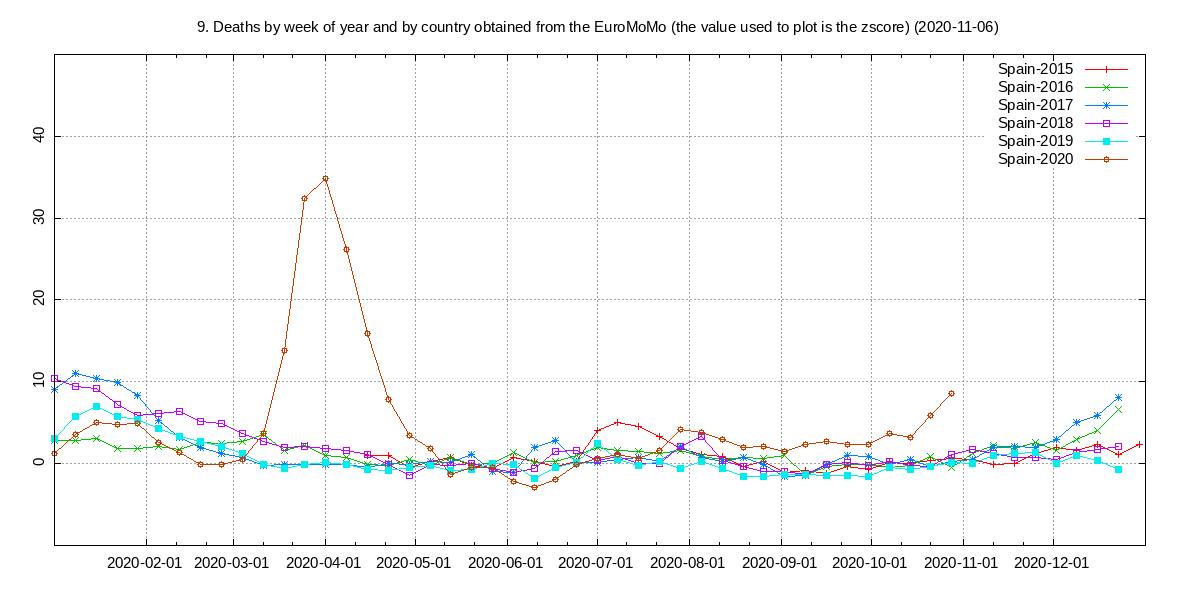 9. Deaths by week of year and by country obtained from the EuroMoMo (the value used to plot is the zscore) (2020-11-06)
Spain-2015
Spain-2016
Spain-2017
Spain-2018
Spain-2019
Spain-2020
40
30
20
10
0
2020-02-01 2020-03-01 2020-04-01 2020-05-01 2020-06-01 2020-07-01 2020-08-01 2020-09-01 2020-10-01 2020-11-01 2020-12-01